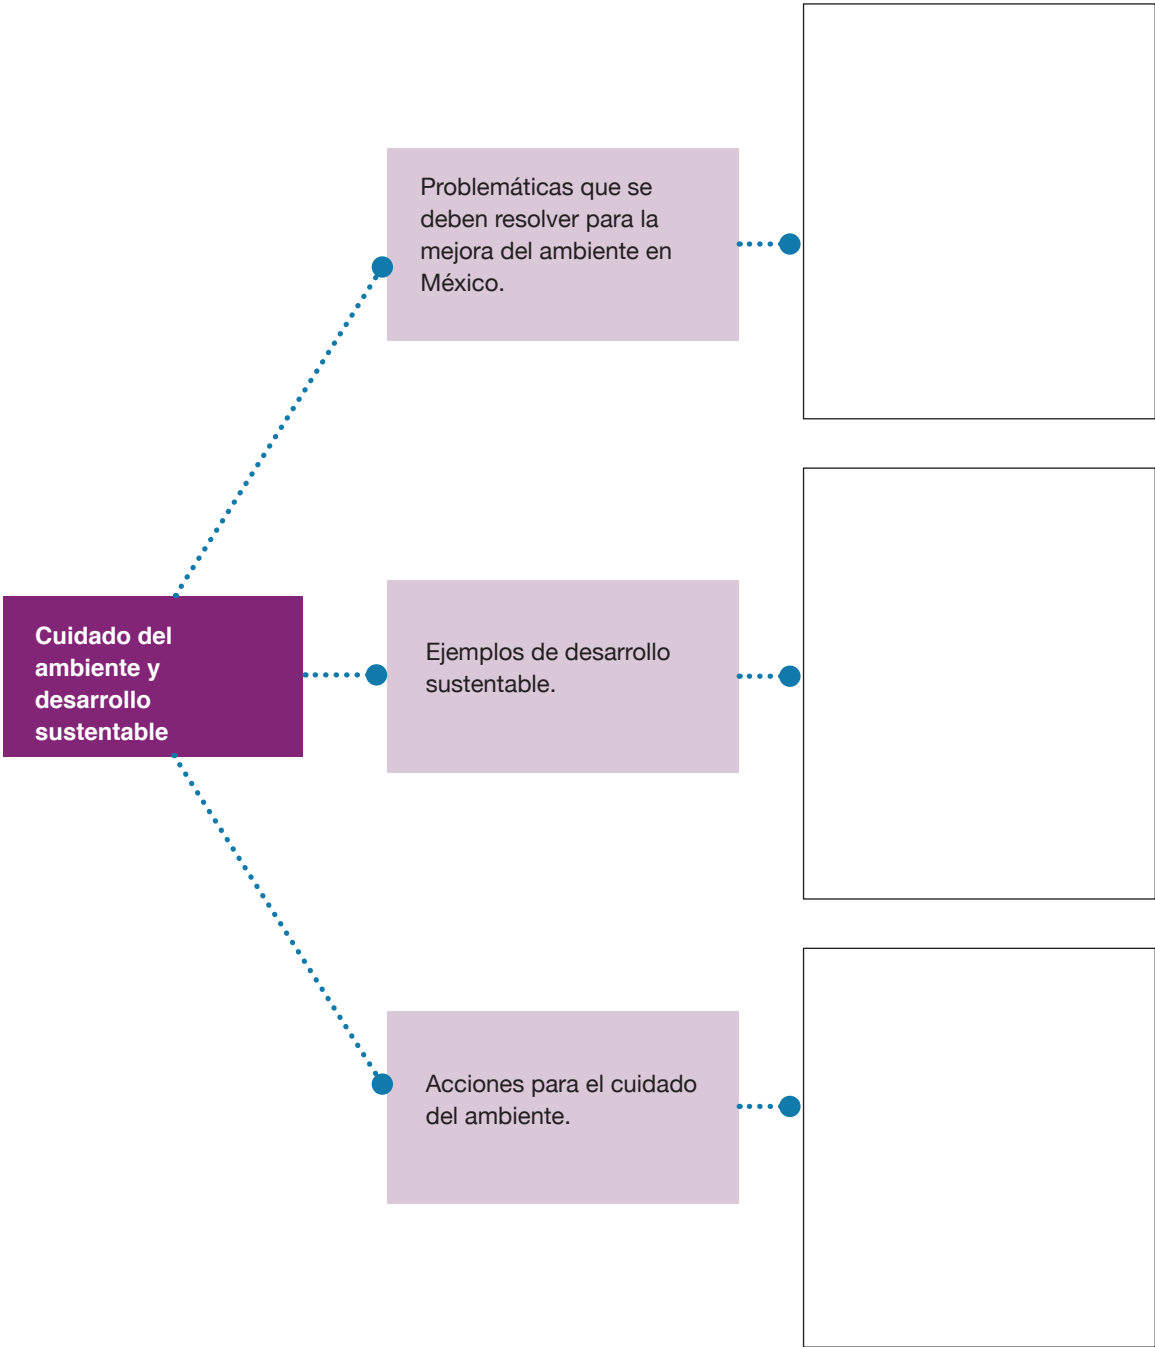 Problemáticas que se
deben resolver para la
mejora del ambiente en
México.
Cuidado del
ambiente y
desarrollo
sustentable
Ejemplos de desarrollo
sustentable.
Acciones para el cuidado
del ambiente.